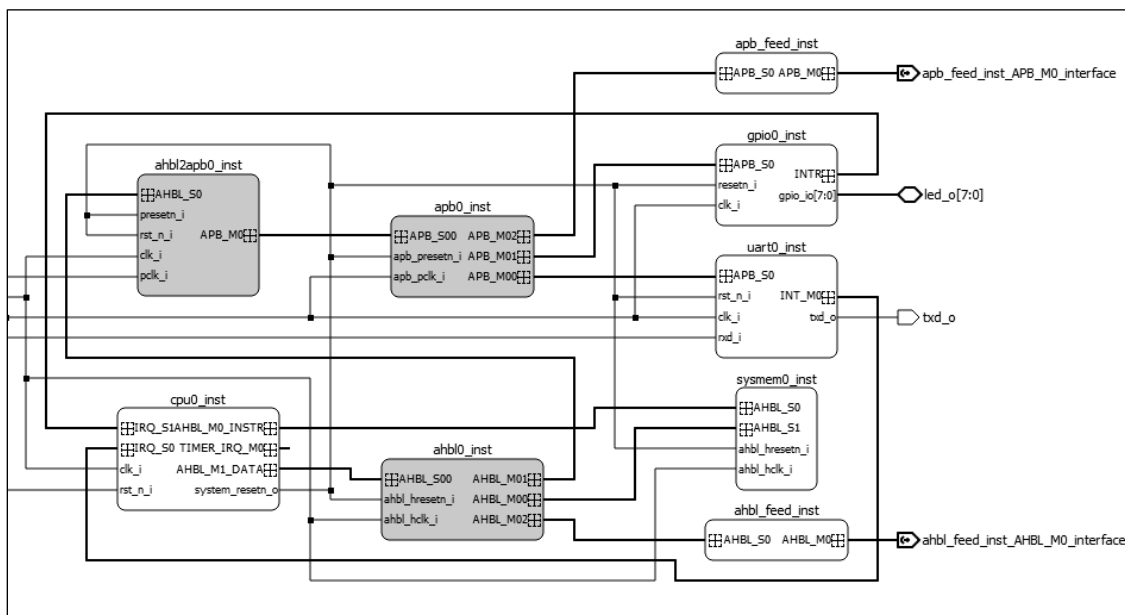 apb_feed_inst
APB_S0 APB_M0
apb_feed_inst_APB_M0_interface
gpio0_inst
APB_S0
INTR
resetn_i
gpio_io[7:0]
clk_i
led_o[7:0]
ahbl2apb0_inst
AHBL_S0
presetn_i
rst_n_i APB_M0
clk_i
pclk_i
apb0_inst
APB_S00 APB_M02
apb_presetn_i APB_M01
apb_pclk_i APB_M00
uart0_inst
APB_S0
rst_n_i INT_M0
clk_i txd_o
rxd_i
txd_o
sysmem0_inst
AHBL_S0
AHBL_S1
ahbl_hresetn_i
ahbl_hclk_i
cpu0_inst
IRQ_S1 AHBL_M0_INSTR
IRQ_S0 TIMER_IRQ_M0
clk_i AHBL_M1_DATA
rst_n_i system_resetn_o
ahbl0_inst
AHBL_S00 AHBL_M01
ahbl_hresetn_i AHBL_M00
ahbl_hclk_i AHBL_M02
ahbl_feed_inst
AHBL_S0 AHBL_M0
ahbl_feed_inst_AHBL_M0_interface